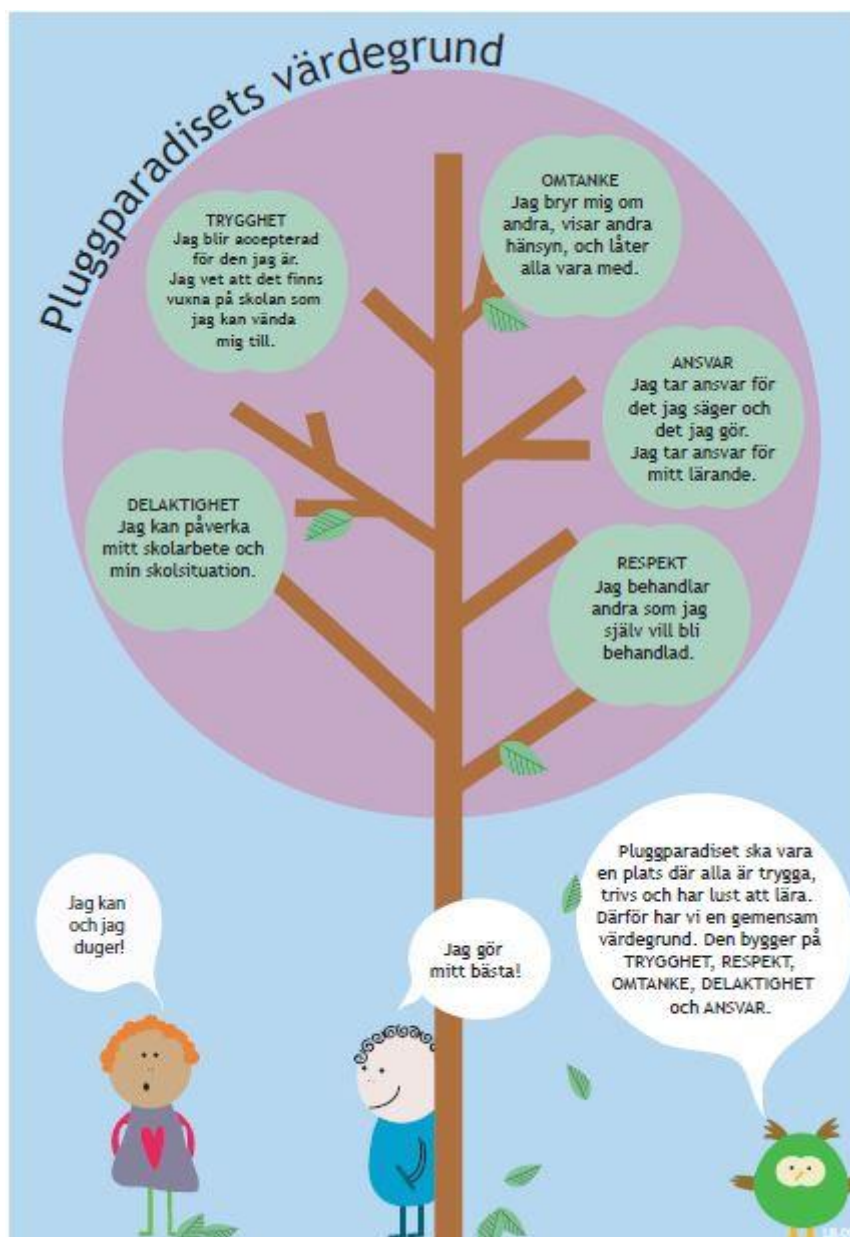 Pluggparadisets värdegrund
TRYGGHET
Jag blir accepterad
för den jag är.
Jag vet att det finns
vuxna på skolan som
jag kan vända
mig till.
OMTANKE
Jag bryr mig om
andra, visar andra
hänsyn, och låter
alla vara med.
ANSVAR
Jag tar ansvar för
det jag säger och
det jag gör.
Jag tar ansvar för
mitt lärande.
DELAKTIGHET
Jag kan påverka
mitt skolarbete och
min skolsituation.
RESPEKT
Jag behandlar
andra som jag
själv vill bli
behandlad.
Jag kan
och jag
duger!
Jag gör
mitt bästa!
Pluggparadiset ska vara
en plats där alla är trygga,
trivs och har lust att lära.
Därför har vi en gemensam
värdegrund. Den bygger på
TRYGGHET, RESPEKT,
OMTANKE, DELAKTIGHET
och ANSVAR.